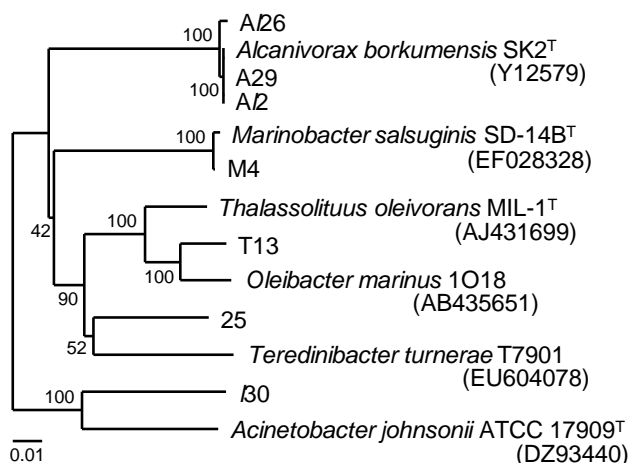 Al26
100
Alcanivorax borkumensis SK2ᵀ
(Y12579)
A29
100
Al2
100
Marinobacter salsuginis SD-14Bᵀ
(EF028328)
M4
42
100
Thalassolituus oleivorans MIL-1ᵀ
(AJ431699)
T13
100
Oleibacter marinus 1O18
(AB435651)
90
25
52
Teredinibacter turnerae T7901
(EU604078)
100
I30
Acinetobacter johnsonii ATCC 17909ᵀ
(DZ93440)
0.01